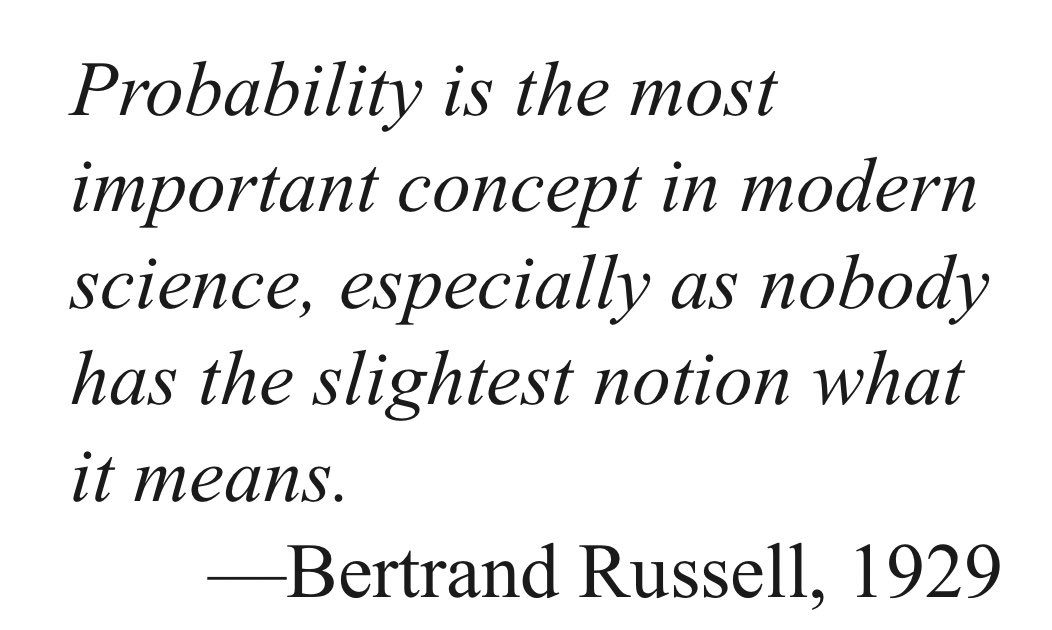 Probability is the most
important concept in modern
science, especially as nobody
has the slightest notion what
it means.
—Bertrand Russell, 1929